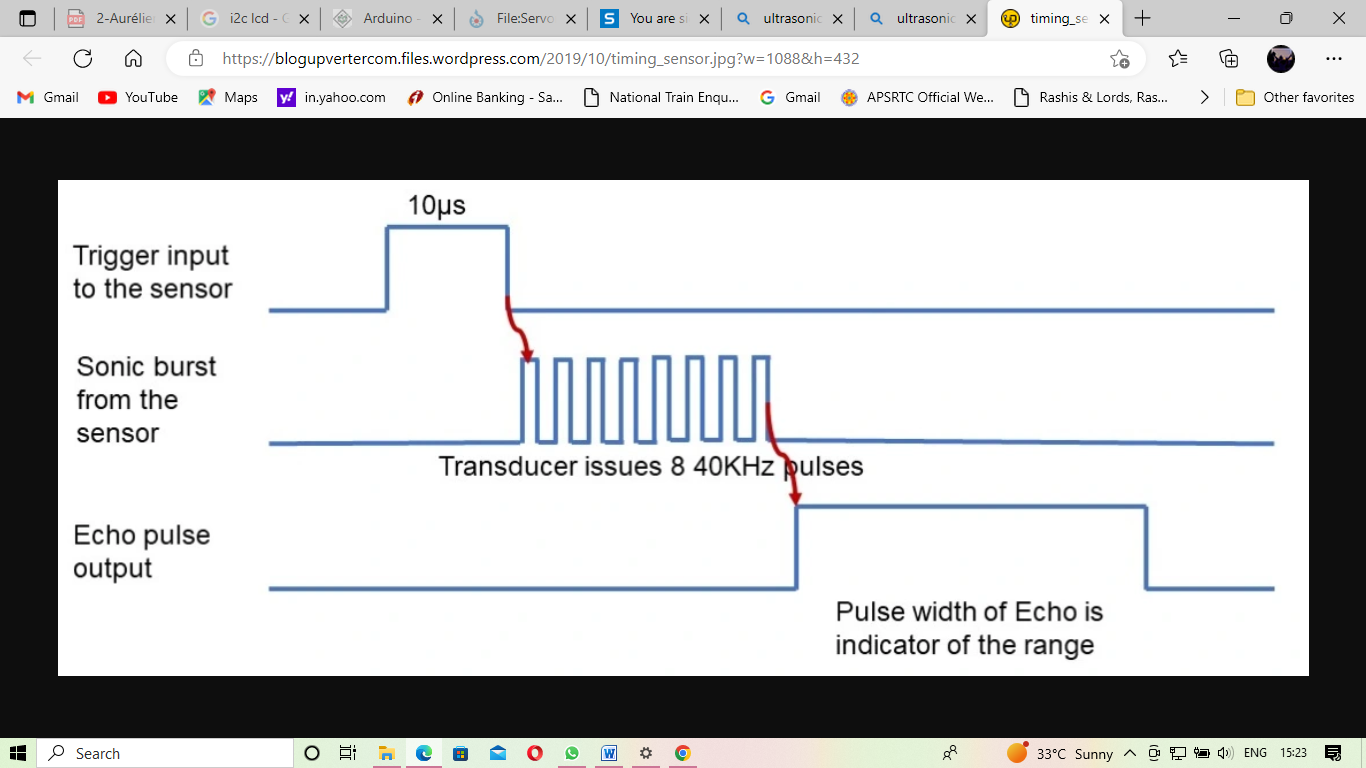 2-Aurélie
i2c lcd - C
Arduino -
File:Servo
You are si
ultrasonic
ultrasonic
timing_se
https://blogupvertercom.files.wordpress.com/2019/10/timing_sensor.jpg?w=1088&h=432
Gmail
YouTube
Maps
in.yahoo.com
Online Banking - Sa...
National Train Enqu...
Gmail
APSRTC Official We...
Rashis & Lords, Ras...
Other favorites
10µs
Trigger input
to the sensor
Sonic burst
from the
sensor
Transducer issues 8 40KHz pulses
Echo pulse
output
Pulse width of Echo is
indicator of the range
Search
33°C Sunny
ENG
15:23